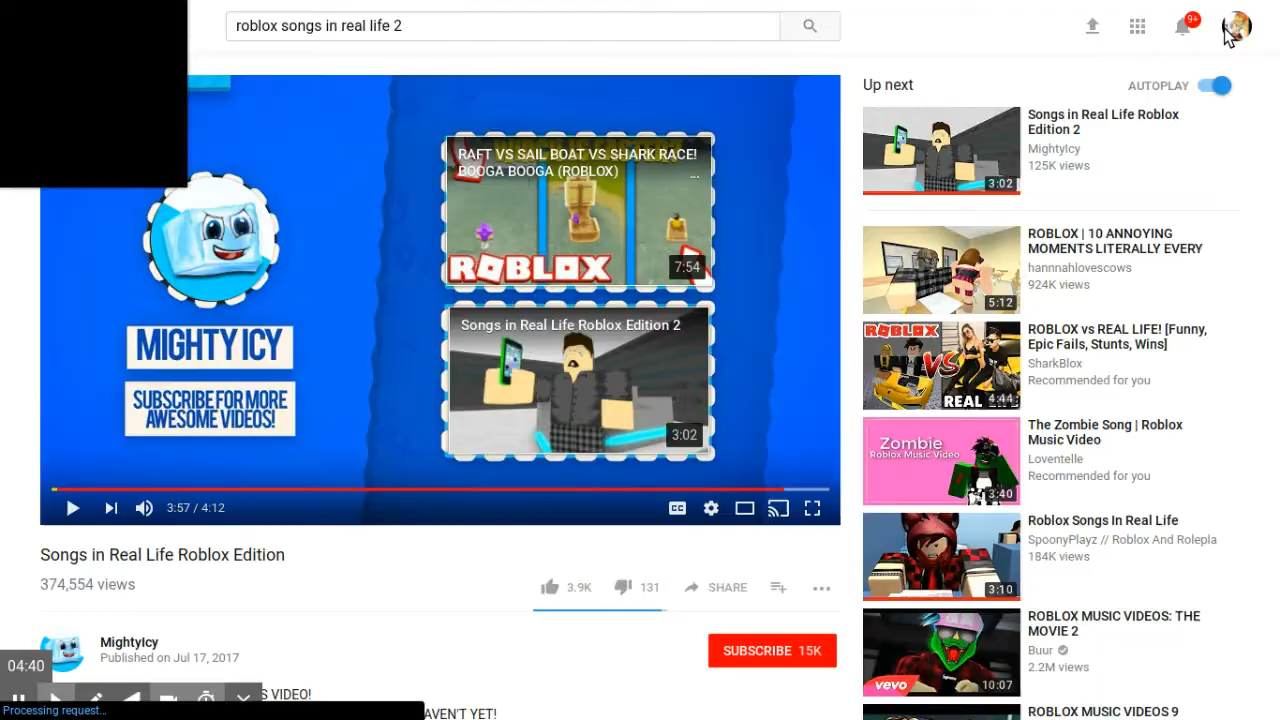 roblox songs in real life 2
9+
RAFT VS SAIL BOAT VS SHARK RACE!
BOOGA BOOGA (ROBLOX)
...
ROBLOX
7:54
MIGHTY ICY
SUBSCRIBE FOR MORE
AWESOME VIDEOS!
Songs in Real Life Roblox Edition 2
3:02
3:57 / 4:12
CC
Songs in Real Life Roblox Edition
374,554 views
3.9K
131
SHARE
MightyIcy
Published on Jul 17, 2017
SUBSCRIBE 15K
04:40
S VIDEO!
AVEN'T YET!
Processing request...
Up next
AUTOPLAY
Songs in Real Life Roblox
Edition 2
MightyIcy
125K views
3:02
ROBLOX | 10 ANNOYING
MOMENTS LITERALLY EVERY
hannnahlovescows
924K views
5:12
ROBLOX
VS
REAL
4:44
ROBLOX vs REAL LIFE! [Funny,
Epic Fails, Stunts, Wins]
SharkBlox
Recommended for you
Zombie
Roblox Music Video
3:40
The Zombie Song | Roblox
Music Video
Loventelle
Recommended for you
Roblox Songs In Real Life
SpoonyPlayz // Roblox And Rolepla
184K views
3:10
vevo
10:07
ROBLOX MUSIC VIDEOS: THE
MOVIE 2
Buur
2.2M views
ROBLOX MUSIC VIDEOS 9